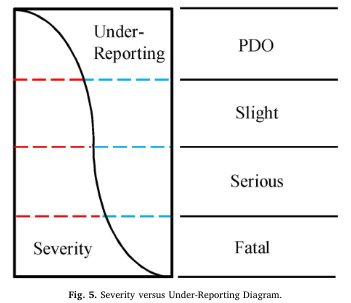 Under-
Reporting
PDO
Slight
Serious
Severity
Fatal
Fig. 5. Severity versus Under-Reporting Diagram.